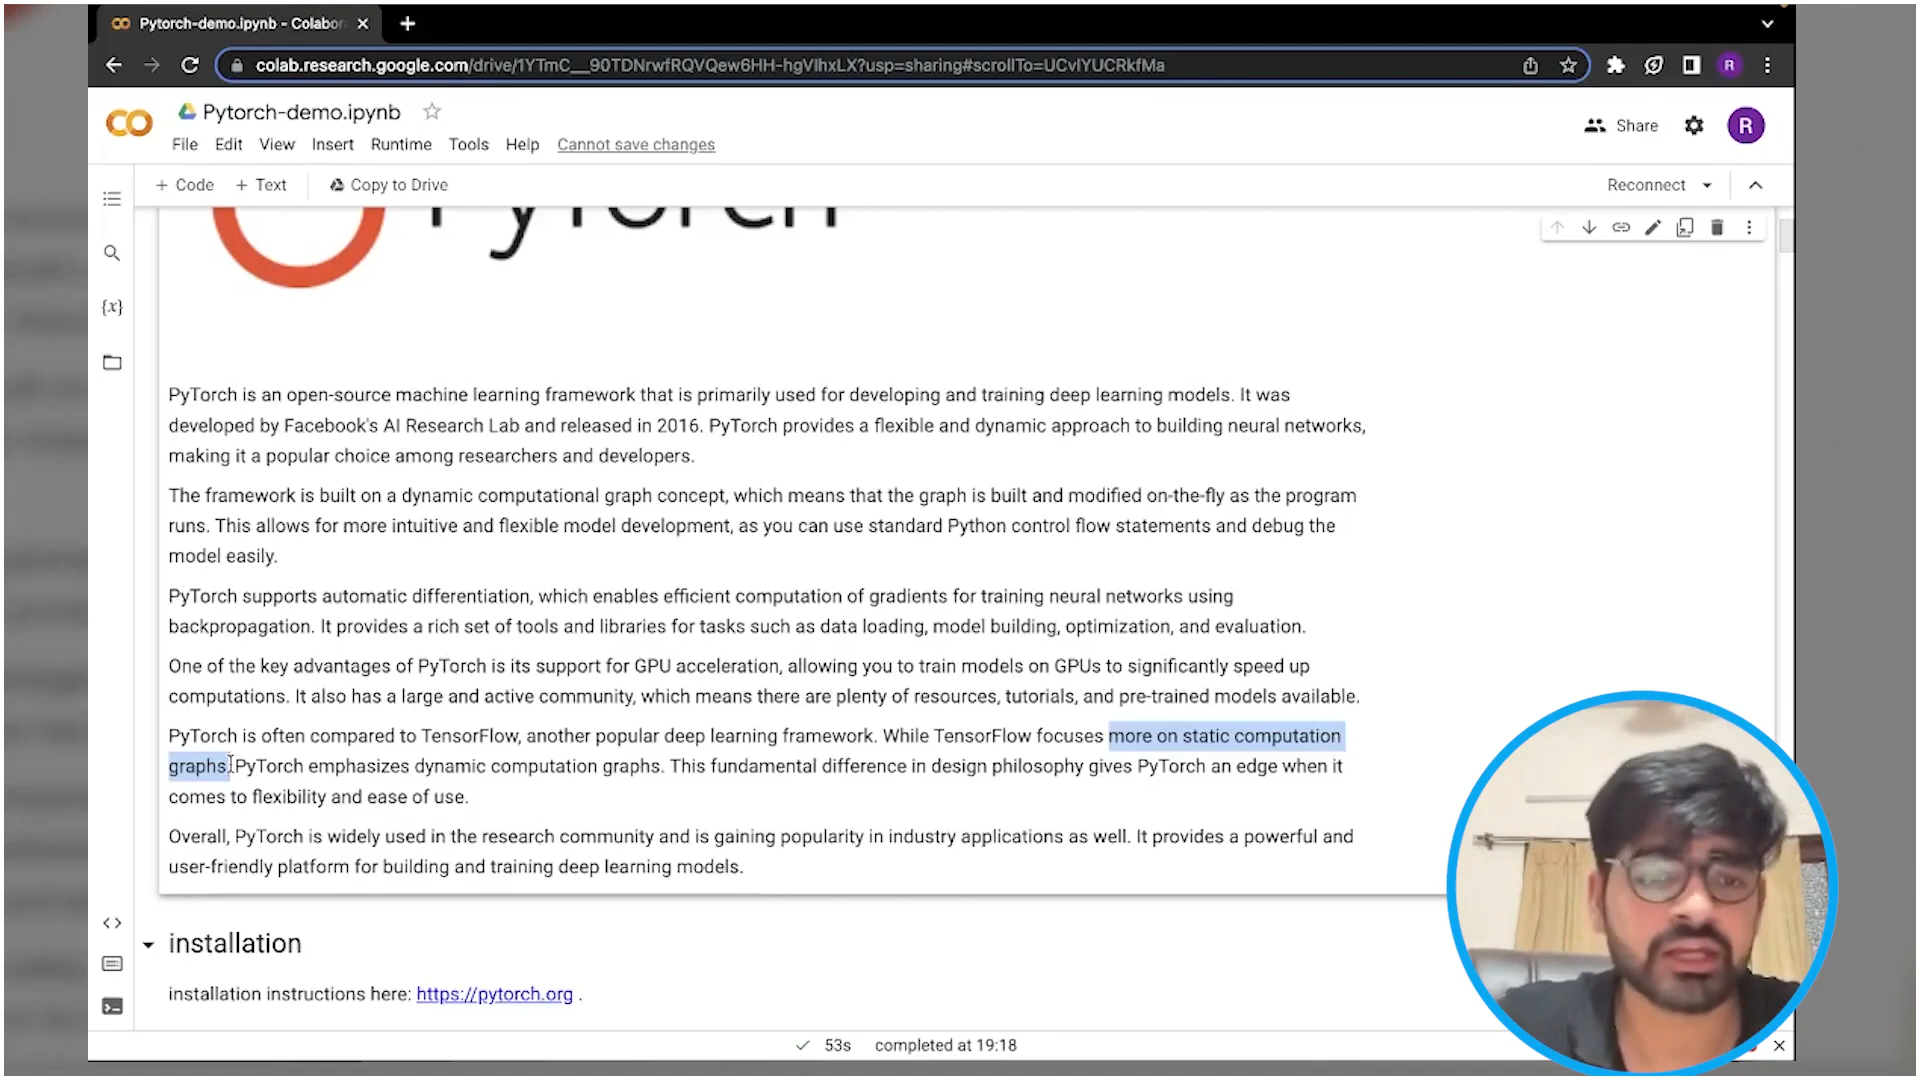 Pytorch-demo.ipynb - Colabor
colab.research.google.com/drive/1YTmC__90TDNrwfRQVQew6HH-hgVlhxLX?usp=sharing#scrollTo=UCvlYUCRkfMa
R
Pytorch-demo.ipynb
Share
R
File Edit View Insert Runtime Tools Help Cannot save changes
+ Code + Text Copy to Drive
Reconnect
PyTorch
{x}
PyTorch is an open-source machine learning framework that is primarily used for developing and training deep learning models. It was
developed by Facebook's AI Research Lab and released in 2016. PyTorch provides a flexible and dynamic approach to building neural networks,
making it a popular choice among researchers and developers.
The framework is built on a dynamic computational graph concept, which means that the graph is built and modified on-the-fly as the program
runs. This allows for more intuitive and flexible model development, as you can use standard Python control flow statements and debug the
model easily.
PyTorch supports automatic differentiation, which enables efficient computation of gradients for training neural networks using
backpropagation. It provides a rich set of tools and libraries for tasks such as data loading, model building, optimization, and evaluation.
One of the key advantages of PyTorch is its support for GPU acceleration, allowing you to train models on GPUs to significantly speed up
computations. It also has a large and active community, which means there are plenty of resources, tutorials, and pre-trained models available.
PyTorch is often compared to TensorFlow, another popular deep learning framework. While TensorFlow focuses more on static computation
graphs, PyTorch emphasizes dynamic computation graphs. This fundamental difference in design philosophy gives PyTorch an edge when it
comes to flexibility and ease of use.
Overall, PyTorch is widely used in the research community and is gaining popularity in industry applications as well. It provides a powerful and
user-friendly platform for building and training deep learning models.
installation
installation instructions here: https://pytorch.org .
53s completed at 19:18